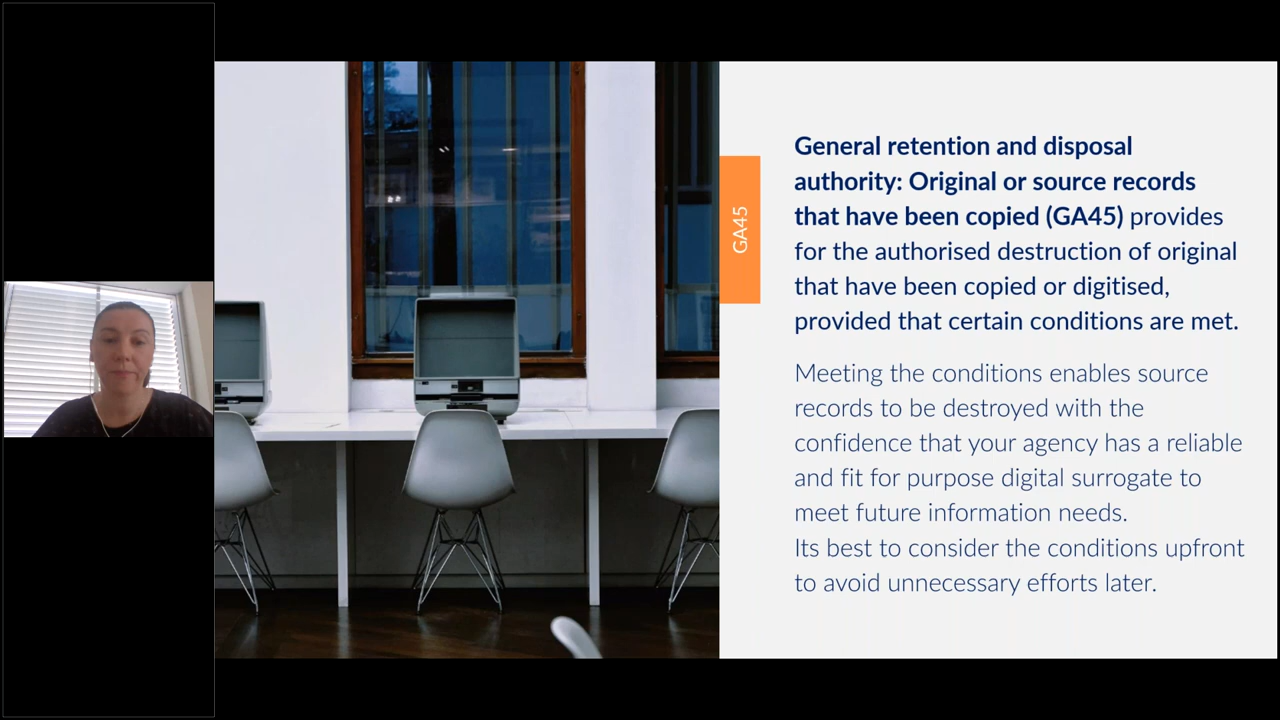 GA45
General retention and disposal
authority: Original or source records
that have been copied (GA45) provides
for the authorised destruction of original
that have been copied or digitised,
provided that certain conditions are met.
Meeting the conditions enables source
records to be destroyed with the
confidence that your agency has a reliable
and fit for purpose digital surrogate to
meet future information needs.
Its best to consider the conditions upfront
to avoid unnecessary efforts later.